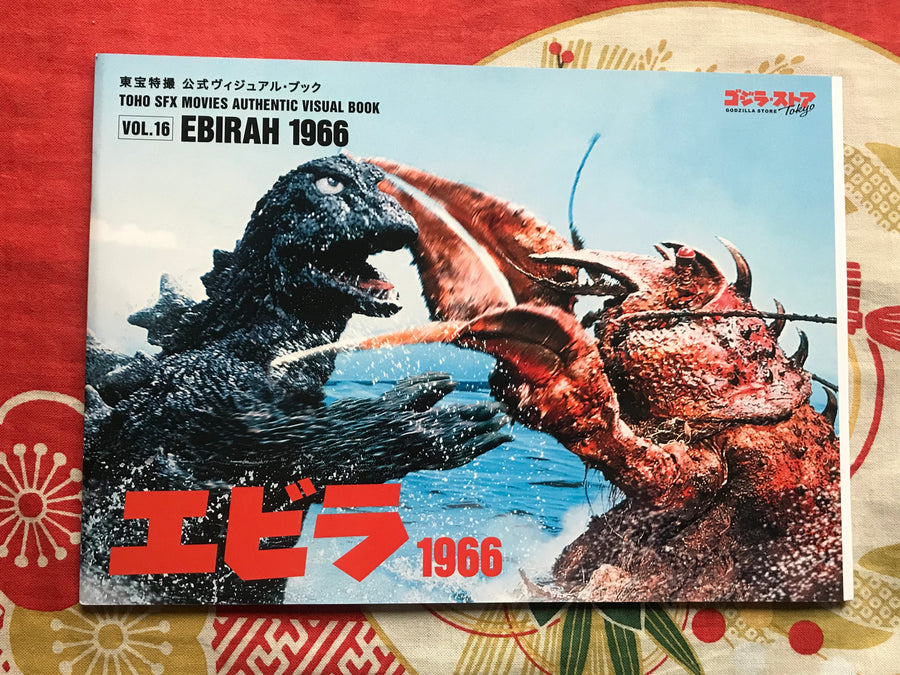 東宝特撮 公式ヴィジュアル・ブック
TOHO SFX MOVIES AUTHENTIC VISUAL BOOK
VOL.16 EBIRAH 1966
ゴジラ・ストア
GODZILLA STORE Tokyo
エビラ 1966